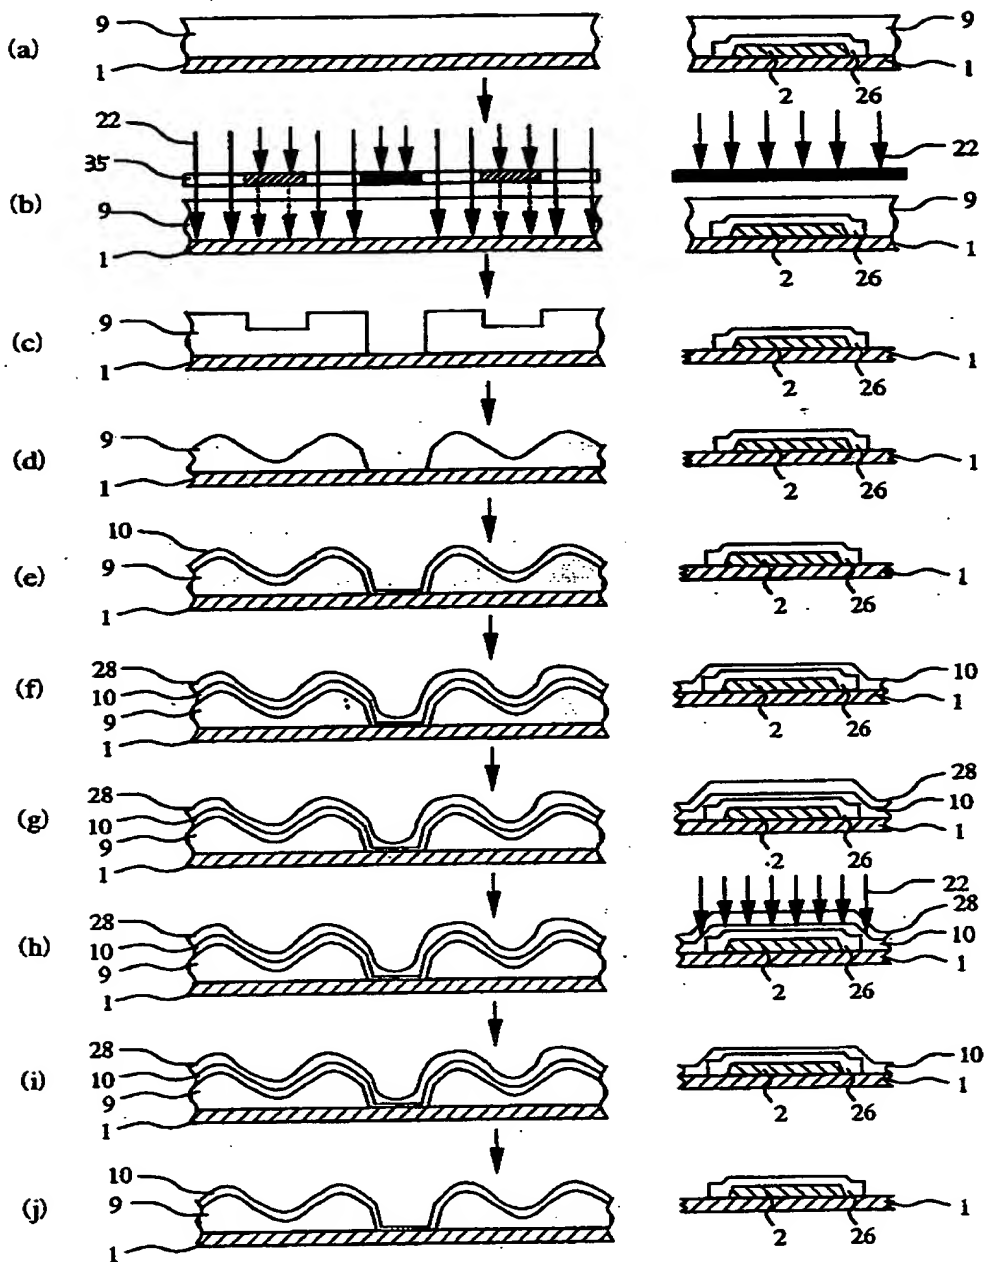 (a) 9 1 9 1 2 26
(b) 22 35 9 1 22 9 1 2 26
(c) 9 1 1 2 26
(d) 9 1 1 2 26
(e) 10 9 1 1 2 26
(f) 28 10 9 1 10 1 2 26
(g) 28 10 9 1 28 10 1 2 26
(h) 28 10 9 1 22 28 10 1 2 26
(i) 28 10 9 1 10 1 2 26
(j) 10 9 1 1 2 26